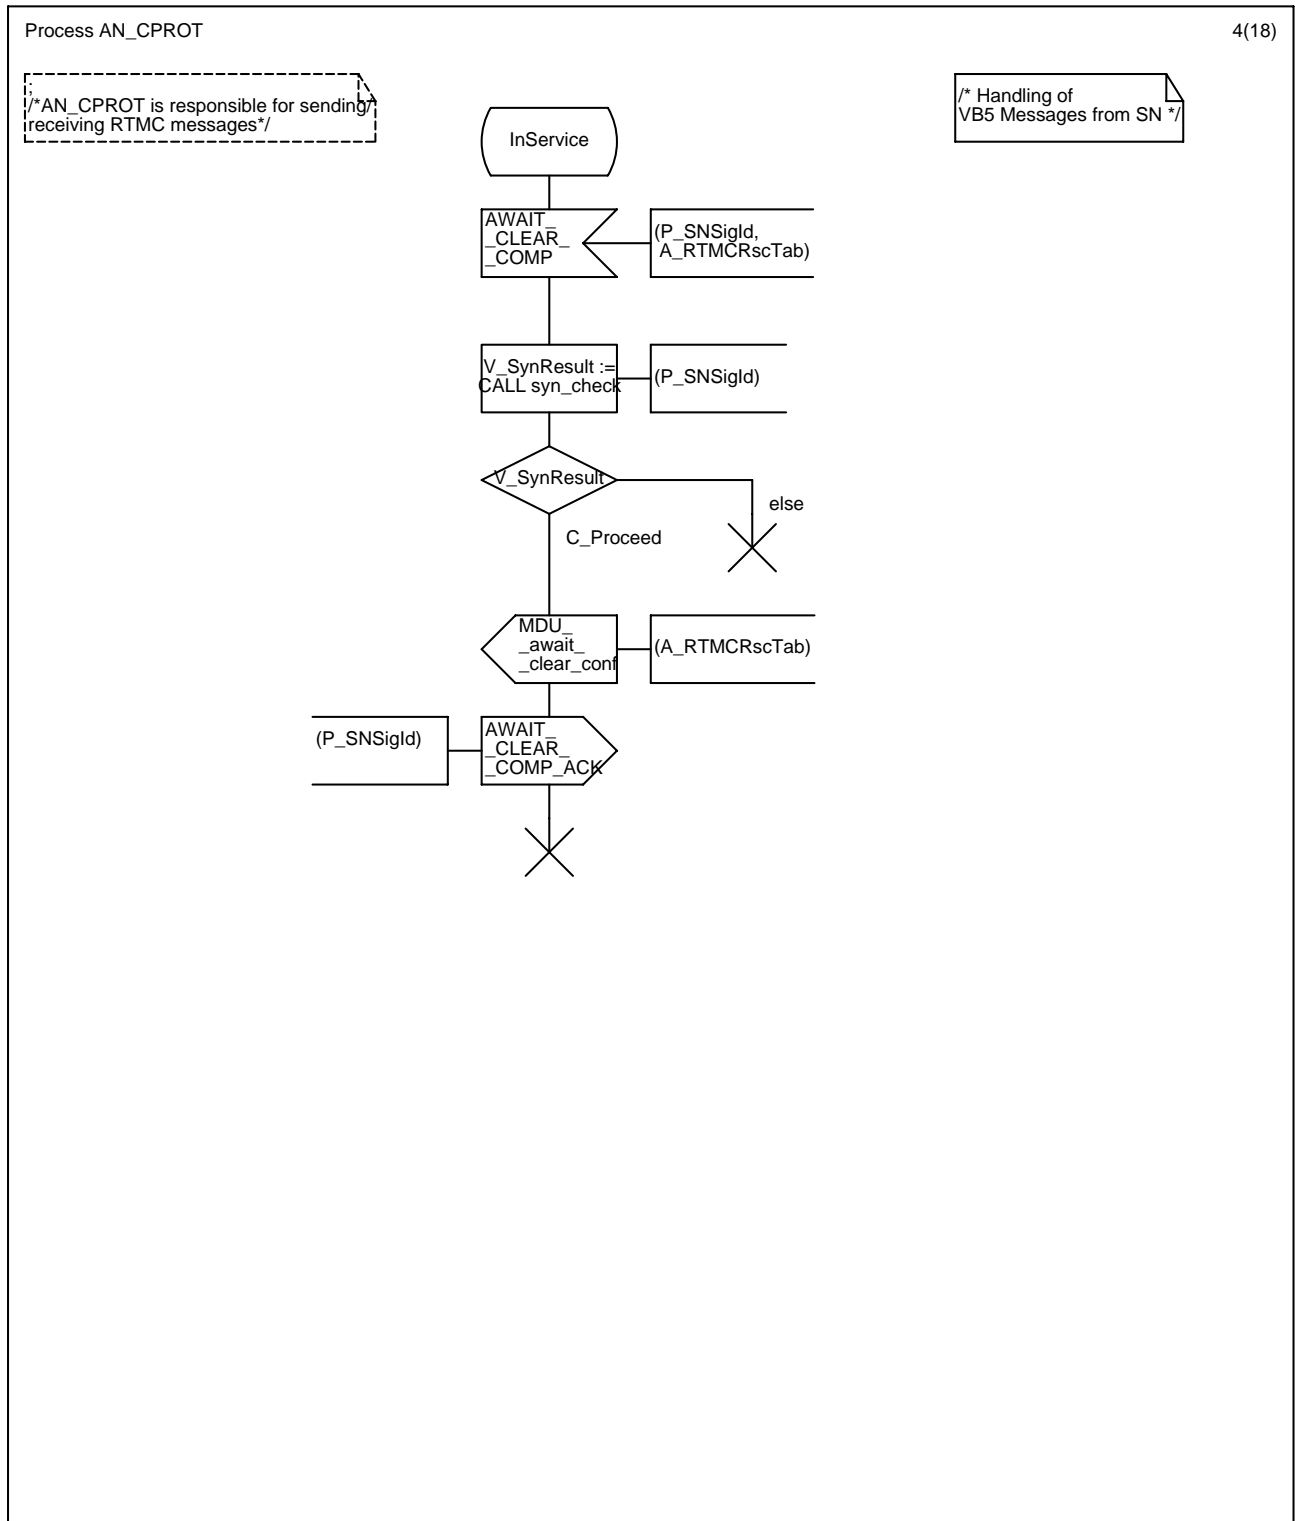 Process AN_CPROT
4(18)
;
/*AN_CPROT is responsible for sending/
receiving RTMC messages*/
/* Handling of
VB5 Messages from SN */
InService
AWAIT_
_CLEAR_
_COMP
(P_SNSigId,
A_RTMCRscTab)
V_SynResult :=
CALL syn_check
(P_SNSigId)
V_SynResult
else
C_Proceed
MDU_
_await_
_clear_conf
(A_RTMCRscTab)
(P_SNSigId)
AWAIT_
_CLEAR_
_COMP_ACK